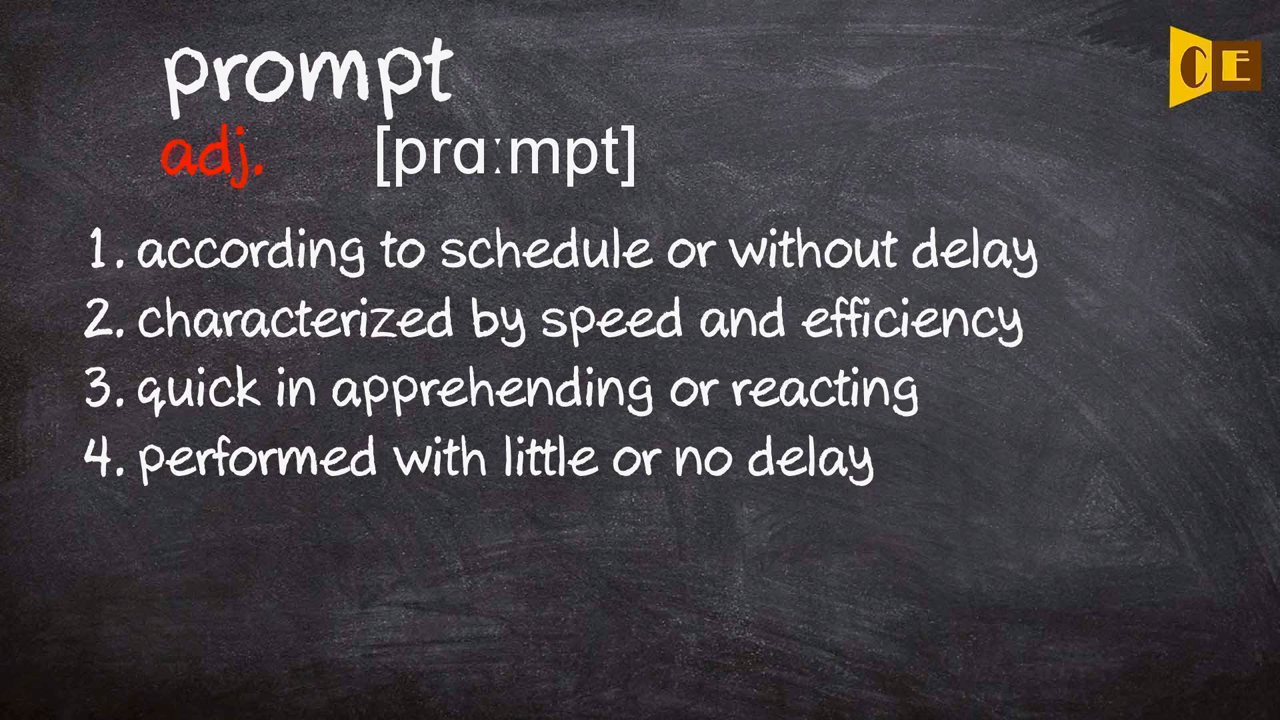 prompt
CE
adj. [prɑːmpt]
1. according to schedule or without delay
2. characterized by speed and efficiency
3. quick in apprehending or reacting
4. performed with little or no delay